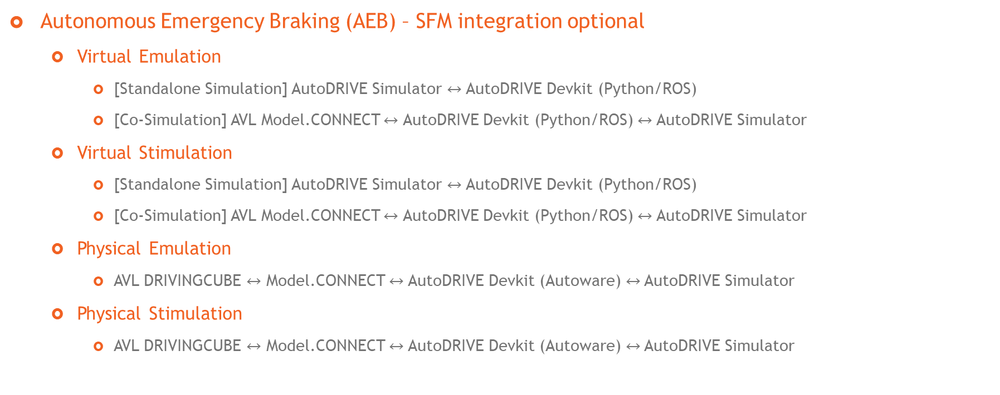 Autonomous Emergency Braking (AEB) – SFM integration optional
Virtual Emulation
[Standalone Simulation] AutoDRIVE Simulator ↔ AutoDRIVE Devkit (Python/ROS)
[Co-Simulation] AVL Model.CONNECT ↔ AutoDRIVE Devkit (Python/ROS) ↔ AutoDRIVE Simulator
Virtual Stimulation
[Standalone Simulation] AutoDRIVE Simulator ↔ AutoDRIVE Devkit (Python/ROS)
[Co-Simulation] AVL Model.CONNECT ↔ AutoDRIVE Devkit (Python/ROS) ↔ AutoDRIVE Simulator
Physical Emulation
AVL DRIVINGCUBE ↔ Model.CONNECT ↔ AutoDRIVE Devkit (Autoware) ↔ AutoDRIVE Simulator
Physical Stimulation
AVL DRIVINGCUBE ↔ Model.CONNECT ↔ AutoDRIVE Devkit (Autoware) ↔ AutoDRIVE Simulator